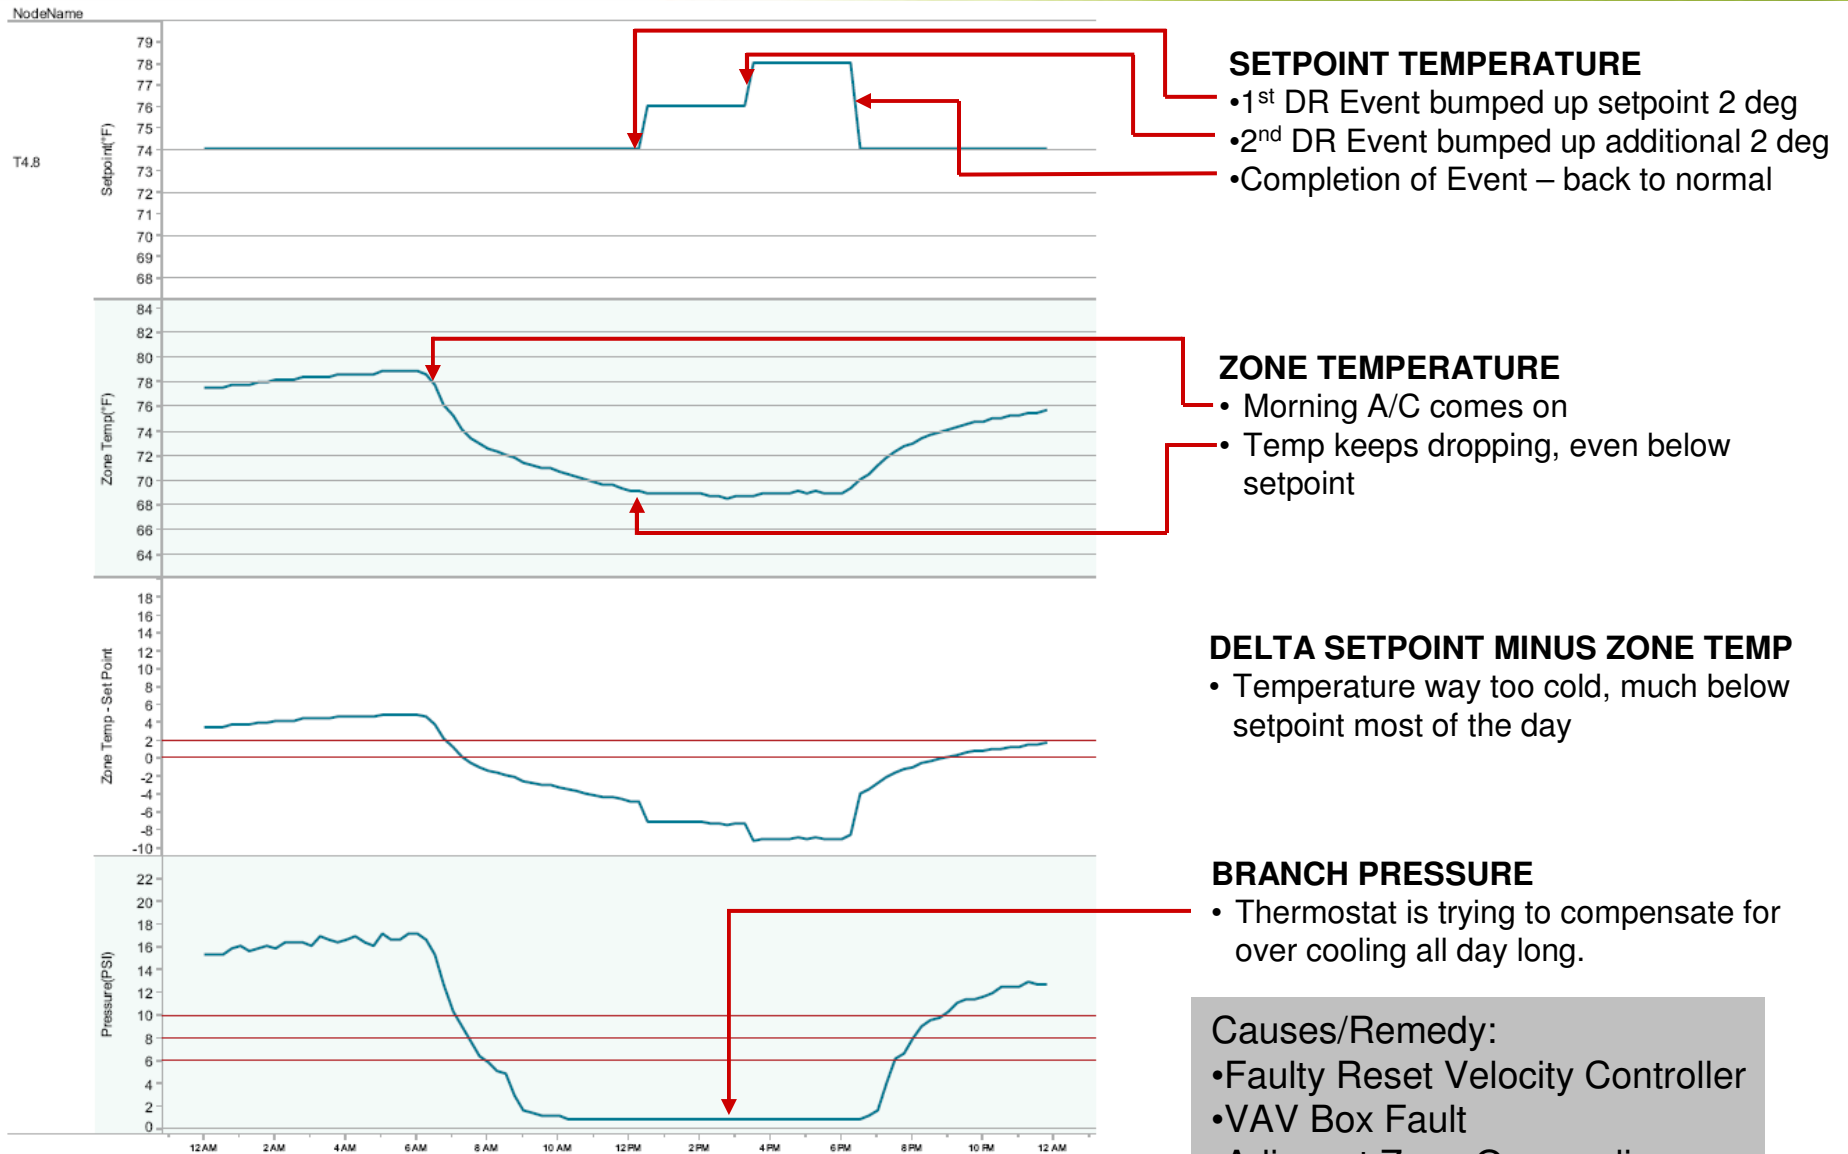 NodeName
T4.8
Setpoint(°F)
79
78
77
76
75
74
73
72
71
70
69
68
Zone Temp(°F)
84
82
80
78
76
74
72
70
68
66
64
Zone Temp - Set Point
18
16
14
12
10
8
6
4
2
0
-2
-4
-6
-8
-10
Pressure(PSI)
22
20
18
16
14
12
10
8
6
4
2
0
12 AM 2 AM 4 AM 6 AM 8 AM 10 AM 12 PM 2 PM 4 PM 6 PM 8 PM 10 PM 12 AM
SETPOINT TEMPERATURE
•1st DR Event bumped up setpoint 2 deg
•2nd DR Event bumped up additional 2 deg
•Completion of Event – back to normal
ZONE TEMPERATURE
• Morning A/C comes on
• Temp keeps dropping, even below
setpoint
DELTA SETPOINT MINUS ZONE TEMP
• Temperature way too cold, much below
setpoint most of the day
BRANCH PRESSURE
• Thermostat is trying to compensate for
over cooling all day long.
Causes/Remedy:
•Faulty Reset Velocity Controller
•VAV Box Fault